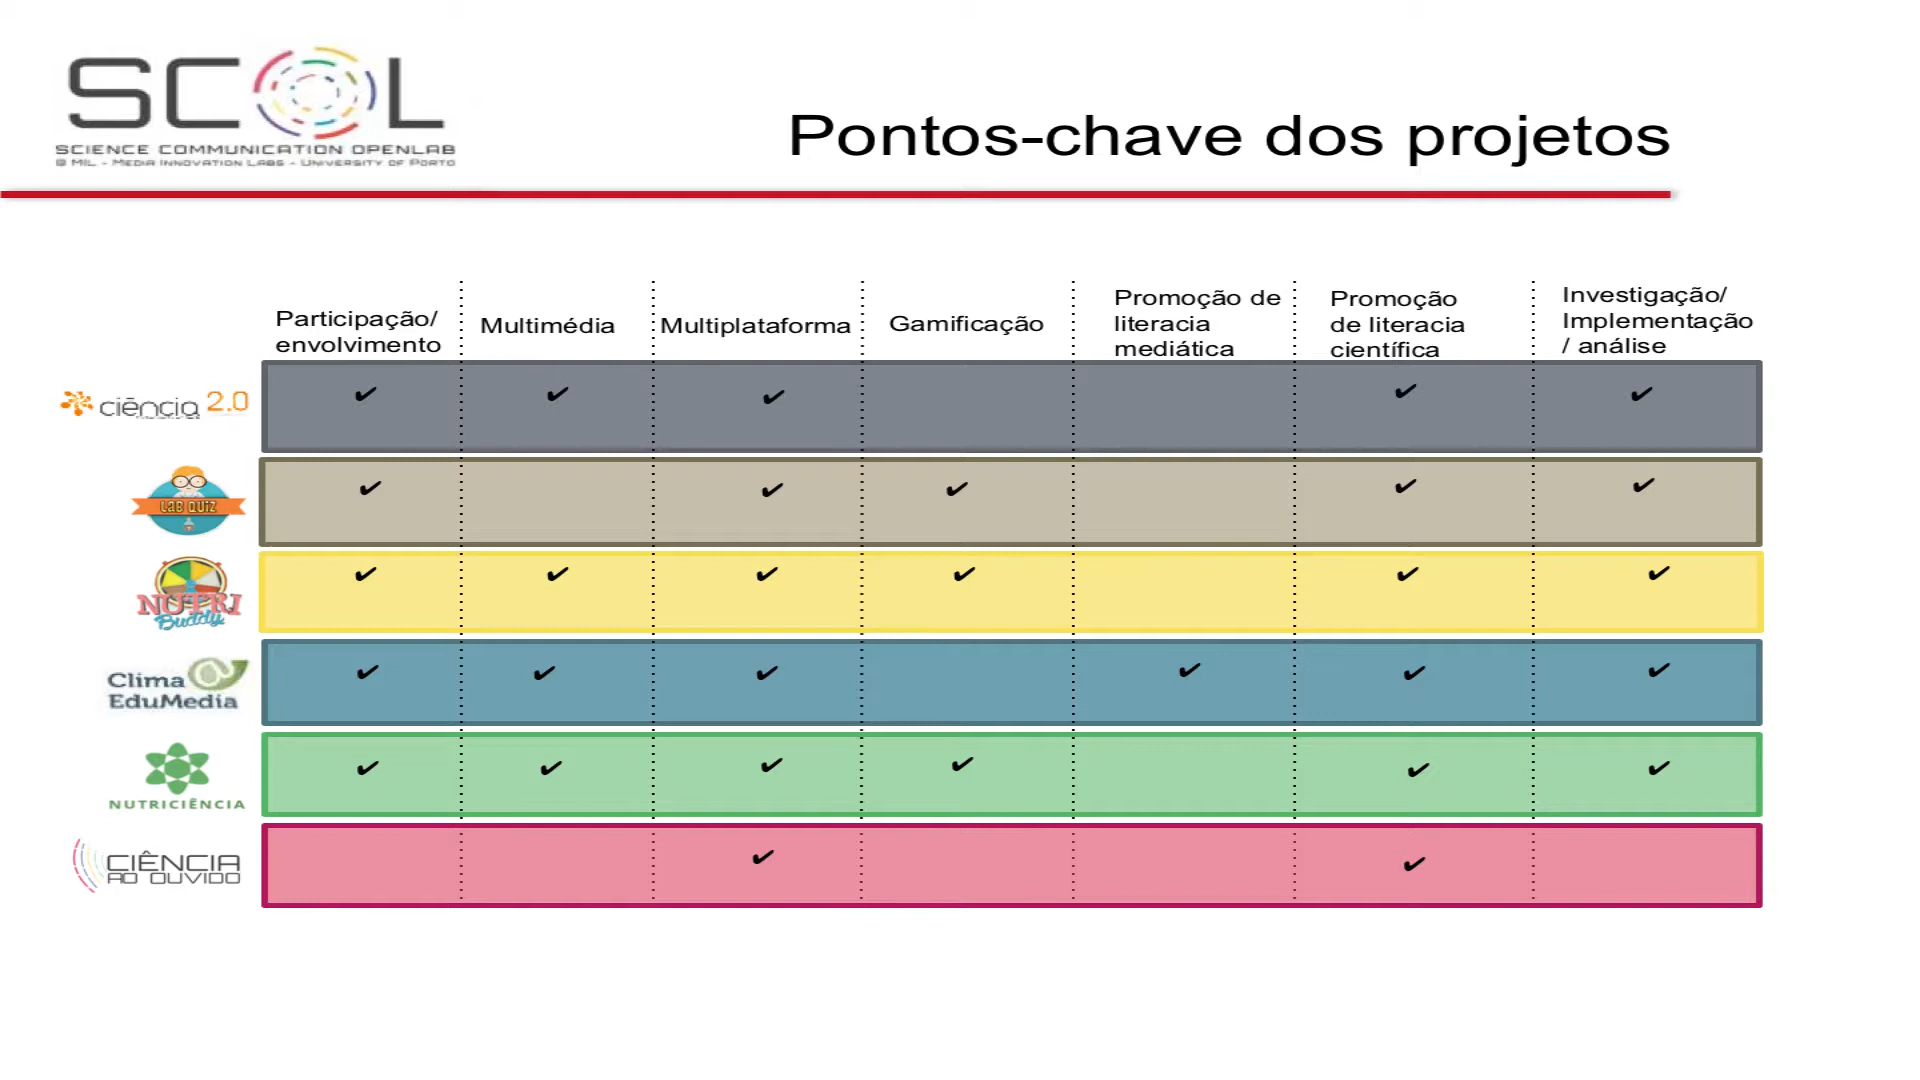 SCOL
SCIENCE COMMUNICATION OPENLAB
@ MIL - MEDIA INNOVATION LABS - UNIVERSITY OF PORTO
Pontos-chave dos projetos
Participação/
envolvimento
Multimédia
Multiplataforma
Gamificação
Promoção de
literacia
mediática
Promoção
de literacia
científica
Investigação/
Implementação
/ análise
ciência 2.0
✔ ✔ ✔ ✔ ✔
LAB QUIZ
✔ ✔ ✔ ✔ ✔
NUTRI
Buddy
✔ ✔ ✔ ✔ ✔ ✔
Clima
EduMedia
✔ ✔ ✔ ✔ ✔ ✔
NUTRICIÊNCIA
✔ ✔ ✔ ✔ ✔ ✔
CIÊNCIA
AO OUVIDO
✔ ✔